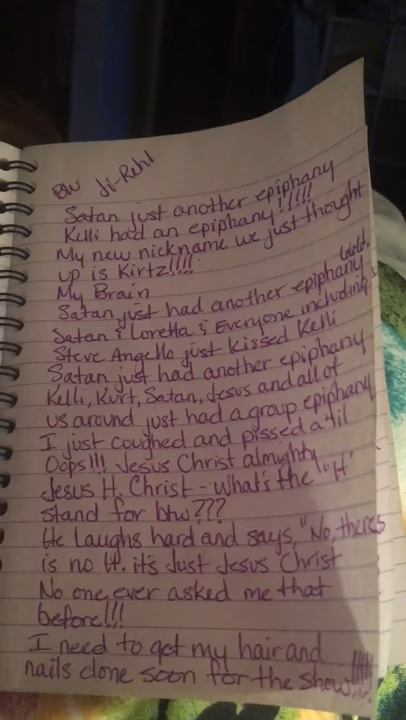 BW Ji-Rehl
Satan just another epiphany
Kelli had an epiphany!!!!!
My new nickname we just thought
up is Kirtz!!!!
My Brain
Satan just had another epiphany lolol.
Satan & Loretta & Everyone including
Steve Angello just kissed Kelli
Satan just had another epiphany
Kelli, Kurt, Satan, Jesus and all of
us around just had a group epiphany
I just coughed and pissed a 'lil
Oops!!! Jesus Christ almighty
Jesus H. Christ - What's the "H"
stand for btw???
He laughs hard and says, "No, theres
is no H. it's Just Jesus Christ
No one ever asked me that
before!!!
I need to get my hair and
nails done soon for the show!!!!!